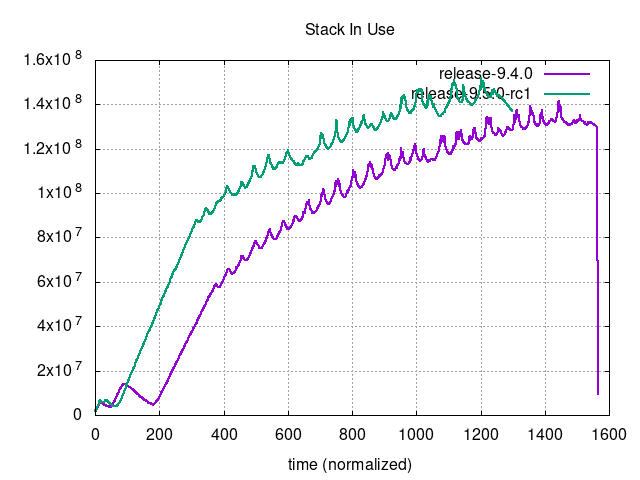 Stack In Use
1.6x10 8
1.4x10 8
1.2x10 8
1x10 8
8x10 7
6x10 7
4x10 7
2x10 7
0
release-9.4.0
release-9.5.0-rc1
0 200 400 600 800 1000 1200 1400 1600
time (normalized)